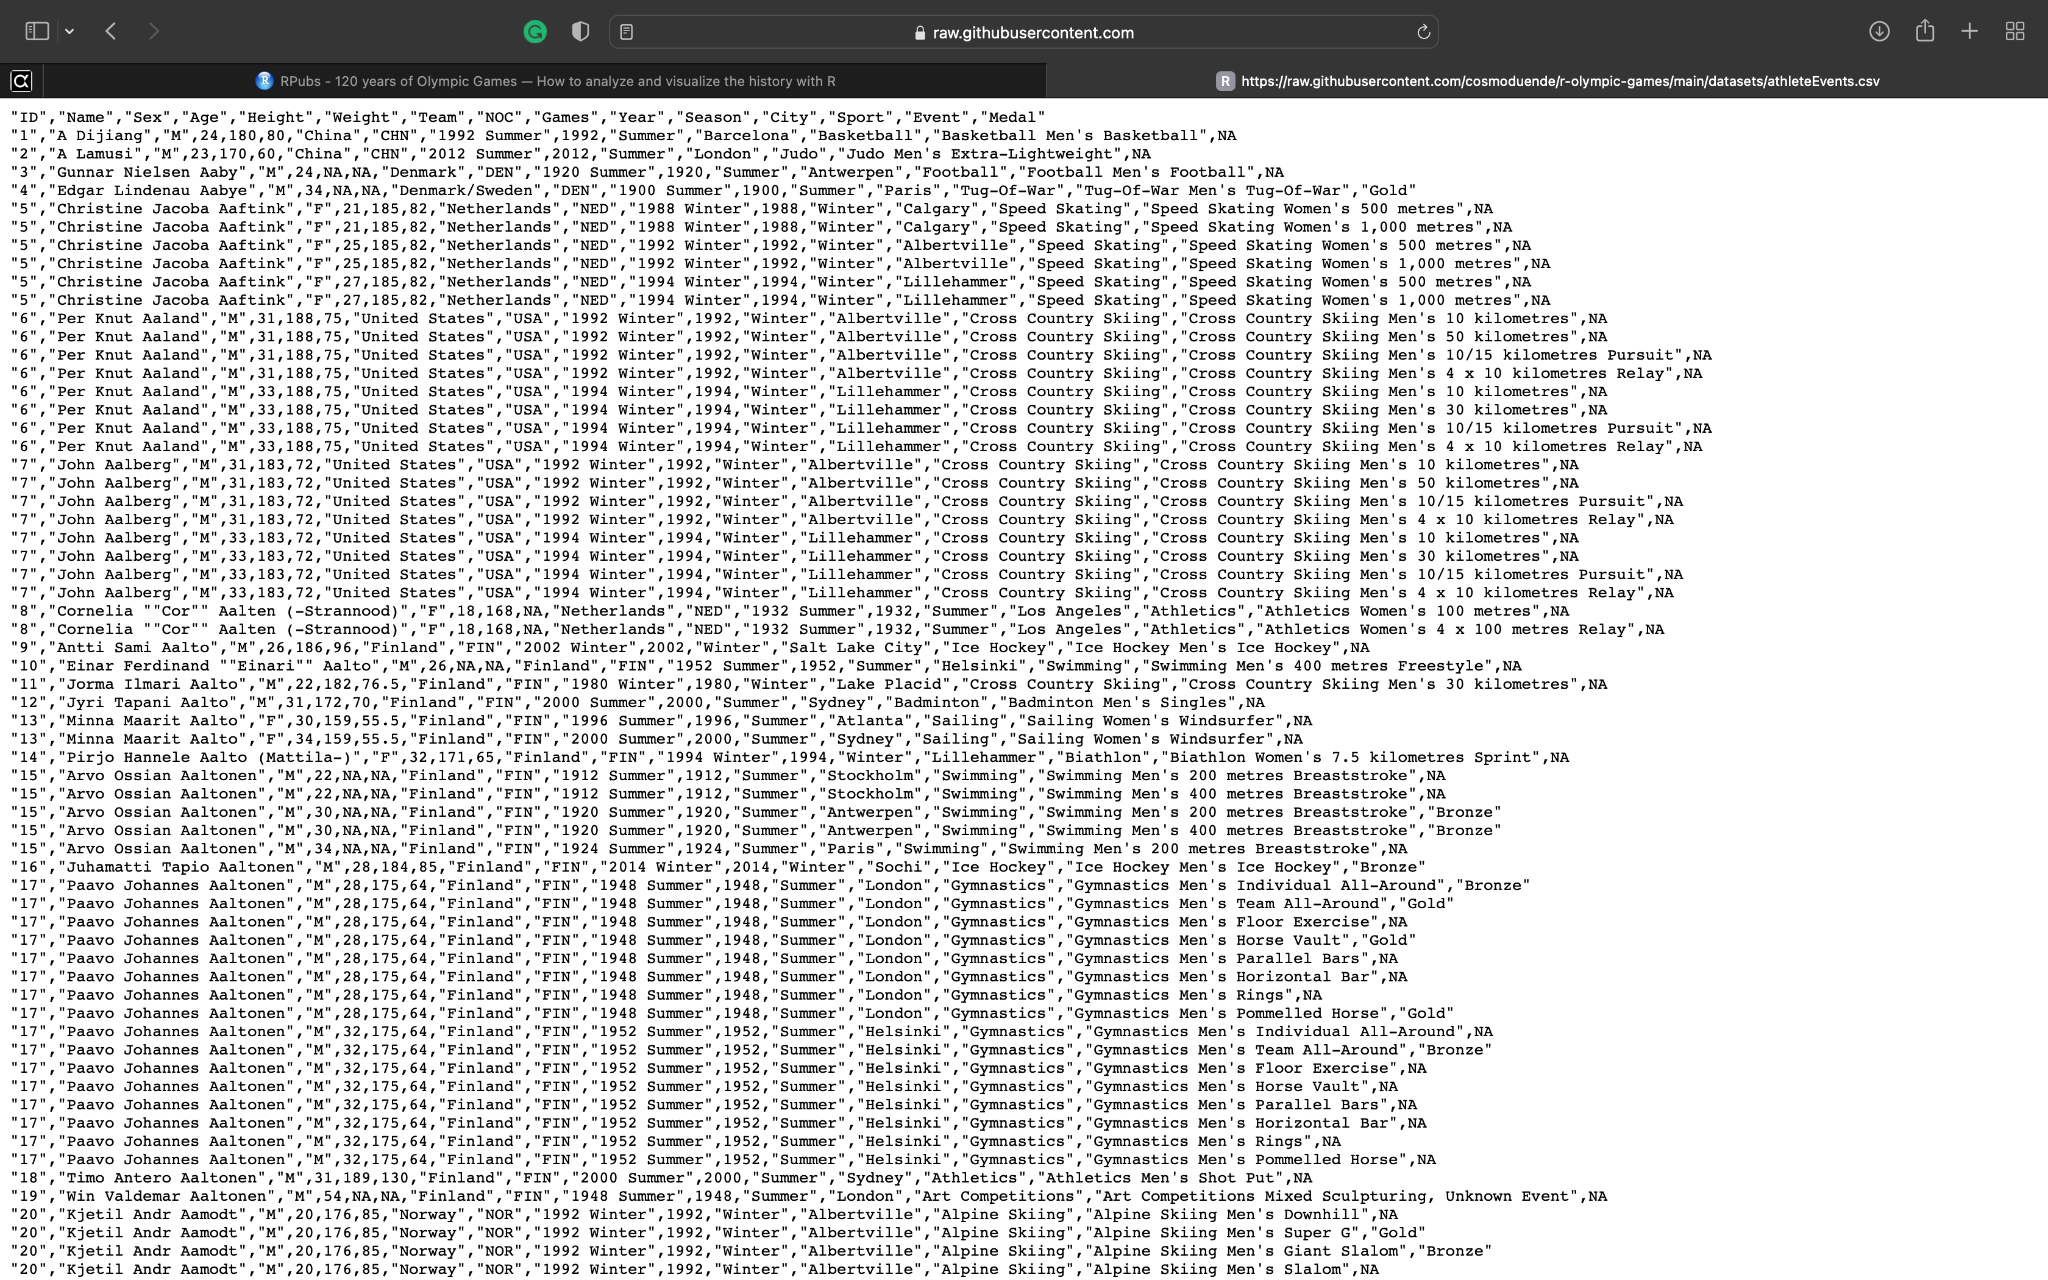 raw.githubusercontent.com
RPubs - 120 years of Olympic Games — How to analyze and visualize the history with R
R https://raw.githubusercontent.com/cosmoduende/r-olympic-games/main/datasets/athleteEvents.csv
"ID","Name","Sex","Age","Height","Weight","Team","NOC","Games","Year","Season","City","Sport","Event","Medal"
"1","A Dijiang","M",24,180,80,"China","CHN","1992 Summer",1992,"Summer","Barcelona","Basketball","Basketball Men's Basketball",NA
"2","A Lamusi","M",23,170,60,"China","CHN","2012 Summer",2012,"Summer","London","Judo","Judo Men's Extra-Lightweight",NA
"3","Gunnar Nielsen Aaby","M",24,NA,NA,"Denmark","DEN","1920 Summer",1920,"Summer","Antwerpen","Football","Football Men's Football",NA
"4","Edgar Lindenau Aabye","M",34,NA,NA,"Denmark/Sweden","DEN","1900 Summer",1900,"Summer","Paris","Tug-Of-War","Tug-Of-War Men's Tug-Of-War","Gold"
"5","Christine Jacoba Aaftink","F",21,185,82,"Netherlands","NED","1988 Winter",1988,"Winter","Calgary","Speed Skating","Speed Skating Women's 500 metres",NA
"5","Christine Jacoba Aaftink","F",21,185,82,"Netherlands","NED","1988 Winter",1988,"Winter","Calgary","Speed Skating","Speed Skating Women's 1,000 metres",NA
"5","Christine Jacoba Aaftink","F",25,185,82,"Netherlands","NED","1992 Winter",1992,"Winter","Albertville","Speed Skating","Speed Skating Women's 500 metres",NA
"5","Christine Jacoba Aaftink","F",25,185,82,"Netherlands","NED","1992 Winter",1992,"Winter","Albertville","Speed Skating","Speed Skating Women's 1,000 metres",NA
"5","Christine Jacoba Aaftink","F",27,185,82,"Netherlands","NED","1994 Winter",1994,"Winter","Lillehammer","Speed Skating","Speed Skating Women's 500 metres",NA
"5","Christine Jacoba Aaftink","F",27,185,82,"Netherlands","NED","1994 Winter",1994,"Winter","Lillehammer","Speed Skating","Speed Skating Women's 1,000 metres",NA
"6","Per Knut Aaland","M",31,188,75,"United States","USA","1992 Winter",1992,"Winter","Albertville","Cross Country Skiing","Cross Country Skiing Men's 10 kilometres",NA
"6","Per Knut Aaland","M",31,188,75,"United States","USA","1992 Winter",1992,"Winter","Albertville","Cross Country Skiing","Cross Country Skiing Men's 50 kilometres",NA
"6","Per Knut Aaland","M",31,188,75,"United States","USA","1992 Winter",1992,"Winter","Albertville","Cross Country Skiing","Cross Country Skiing Men's 10/15 kilometres Pursuit",NA
"6","Per Knut Aaland","M",31,188,75,"United States","USA","1992 Winter",1992,"Winter","Albertville","Cross Country Skiing","Cross Country Skiing Men's 4 x 10 kilometres Relay",NA
"6","Per Knut Aaland","M",33,188,75,"United States","USA","1994 Winter",1994,"Winter","Lillehammer","Cross Country Skiing","Cross Country Skiing Men's 10 kilometres",NA
"6","Per Knut Aaland","M",33,188,75,"United States","USA","1994 Winter",1994,"Winter","Lillehammer","Cross Country Skiing","Cross Country Skiing Men's 30 kilometres",NA
"6","Per Knut Aaland","M",33,188,75,"United States","USA","1994 Winter",1994,"Winter","Lillehammer","Cross Country Skiing","Cross Country Skiing Men's 10/15 kilometres Pursuit",NA
"6","Per Knut Aaland","M",33,188,75,"United States","USA","1994 Winter",1994,"Winter","Lillehammer","Cross Country Skiing","Cross Country Skiing Men's 4 x 10 kilometres Relay",NA
"7","John Aalberg","M",31,183,72,"United States","USA","1992 Winter",1992,"Winter","Albertville","Cross Country Skiing","Cross Country Skiing Men's 10 kilometres",NA
"7","John Aalberg","M",31,183,72,"United States","USA","1992 Winter",1992,"Winter","Albertville","Cross Country Skiing","Cross Country Skiing Men's 50 kilometres",NA
"7","John Aalberg","M",31,183,72,"United States","USA","1992 Winter",1992,"Winter","Albertville","Cross Country Skiing","Cross Country Skiing Men's 10/15 kilometres Pursuit",NA
"7","John Aalberg","M",31,183,72,"United States","USA","1992 Winter",1992,"Winter","Albertville","Cross Country Skiing","Cross Country Skiing Men's 4 x 10 kilometres Relay",NA
"7","John Aalberg","M",33,183,72,"United States","USA","1994 Winter",1994,"Winter","Lillehammer","Cross Country Skiing","Cross Country Skiing Men's 10 kilometres",NA
"7","John Aalberg","M",33,183,72,"United States","USA","1994 Winter",1994,"Winter","Lillehammer","Cross Country Skiing","Cross Country Skiing Men's 30 kilometres",NA
"7","John Aalberg","M",33,183,72,"United States","USA","1994 Winter",1994,"Winter","Lillehammer","Cross Country Skiing","Cross Country Skiing Men's 10/15 kilometres Pursuit",NA
"7","John Aalberg","M",33,183,72,"United States","USA","1994 Winter",1994,"Winter","Lillehammer","Cross Country Skiing","Cross Country Skiing Men's 4 x 10 kilometres Relay",NA
"8","Cornelia ""Cor"" Aalten (-Strannood)","F",18,168,NA,"Netherlands","NED","1932 Summer",1932,"Summer","Los Angeles","Athletics","Athletics Women's 100 metres",NA
"8","Cornelia ""Cor"" Aalten (-Strannood)","F",18,168,NA,"Netherlands","NED","1932 Summer",1932,"Summer","Los Angeles","Athletics","Athletics Women's 4 x 100 metres Relay",NA
"9","Antti Sami Aalto","M",26,186,96,"Finland","FIN","2002 Winter",2002,"Winter","Salt Lake City","Ice Hockey","Ice Hockey Men's Ice Hockey",NA
"10","Einar Ferdinand ""Einari"" Aalto","M",26,NA,NA,"Finland","FIN","1952 Summer",1952,"Summer","Helsinki","Swimming","Swimming Men's 400 metres Freestyle",NA
"11","Jorma Ilmari Aalto","M",22,182,76.5,"Finland","FIN","1980 Winter",1980,"Winter","Lake Placid","Cross Country Skiing","Cross Country Skiing Men's 30 kilometres",NA
"12","Jyri Tapani Aalto","M",31,172,70,"Finland","FIN","2000 Summer",2000,"Summer","Sydney","Badminton","Badminton Men's Singles",NA
"13","Minna Maarit Aalto","F",30,159,55.5,"Finland","FIN","1996 Summer",1996,"Summer","Atlanta","Sailing","Sailing Women's Windsurfer",NA
"13","Minna Maarit Aalto","F",34,159,55.5,"Finland","FIN","2000 Summer",2000,"Summer","Sydney","Sailing","Sailing Women's Windsurfer",NA
"14","Pirjo Hannele Aalto (Mattila-)","F",32,171,65,"Finland","FIN","1994 Winter",1994,"Winter","Lillehammer","Biathlon","Biathlon Women's 7.5 kilometres Sprint",NA
"15","Arvo Ossian Aaltonen","M",22,NA,NA,"Finland","FIN","1912 Summer",1912,"Summer","Stockholm","Swimming","Swimming Men's 200 metres Breaststroke",NA
"15","Arvo Ossian Aaltonen","M",22,NA,NA,"Finland","FIN","1912 Summer",1912,"Summer","Stockholm","Swimming","Swimming Men's 400 metres Breaststroke",NA
"15","Arvo Ossian Aaltonen","M",30,NA,NA,"Finland","FIN","1920 Summer",1920,"Summer","Antwerpen","Swimming","Swimming Men's 200 metres Breaststroke","Bronze"
"15","Arvo Ossian Aaltonen","M",30,NA,NA,"Finland","FIN","1920 Summer",1920,"Summer","Antwerpen","Swimming","Swimming Men's 400 metres Breaststroke","Bronze"
"15","Arvo Ossian Aaltonen","M",34,NA,NA,"Finland","FIN","1924 Summer",1924,"Summer","Paris","Swimming","Swimming Men's 200 metres Breaststroke",NA
"16","Juhamatti Tapio Aaltonen","M",28,184,85,"Finland","FIN","2014 Winter",2014,"Winter","Sochi","Ice Hockey","Ice Hockey Men's Ice Hockey","Bronze"
"17","Paavo Johannes Aaltonen","M",28,175,64,"Finland","FIN","1948 Summer",1948,"Summer","London","Gymnastics","Gymnastics Men's Individual All-Around","Bronze"
"17","Paavo Johannes Aaltonen","M",28,175,64,"Finland","FIN","1948 Summer",1948,"Summer","London","Gymnastics","Gymnastics Men's Team All-Around","Gold"
"17","Paavo Johannes Aaltonen","M",28,175,64,"Finland","FIN","1948 Summer",1948,"Summer","London","Gymnastics","Gymnastics Men's Floor Exercise",NA
"17","Paavo Johannes Aaltonen","M",28,175,64,"Finland","FIN","1948 Summer",1948,"Summer","London","Gymnastics","Gymnastics Men's Horse Vault","Gold"
"17","Paavo Johannes Aaltonen","M",28,175,64,"Finland","FIN","1948 Summer",1948,"Summer","London","Gymnastics","Gymnastics Men's Parallel Bars",NA
"17","Paavo Johannes Aaltonen","M",28,175,64,"Finland","FIN","1948 Summer",1948,"Summer","London","Gymnastics","Gymnastics Men's Horizontal Bar",NA
"17","Paavo Johannes Aaltonen","M",28,175,64,"Finland","FIN","1948 Summer",1948,"Summer","London","Gymnastics","Gymnastics Men's Rings",NA
"17","Paavo Johannes Aaltonen","M",28,175,64,"Finland","FIN","1948 Summer",1948,"Summer","London","Gymnastics","Gymnastics Men's Pommelled Horse","Gold"
"17","Paavo Johannes Aaltonen","M",32,175,64,"Finland","FIN","1952 Summer",1952,"Summer","Helsinki","Gymnastics","Gymnastics Men's Individual All-Around",NA
"17","Paavo Johannes Aaltonen","M",32,175,64,"Finland","FIN","1952 Summer",1952,"Summer","Helsinki","Gymnastics","Gymnastics Men's Team All-Around","Bronze"
"17","Paavo Johannes Aaltonen","M",32,175,64,"Finland","FIN","1952 Summer",1952,"Summer","Helsinki","Gymnastics","Gymnastics Men's Floor Exercise",NA
"17","Paavo Johannes Aaltonen","M",32,175,64,"Finland","FIN","1952 Summer",1952,"Summer","Helsinki","Gymnastics","Gymnastics Men's Horse Vault",NA
"17","Paavo Johannes Aaltonen","M",32,175,64,"Finland","FIN","1952 Summer",1952,"Summer","Helsinki","Gymnastics","Gymnastics Men's Parallel Bars",NA
"17","Paavo Johannes Aaltonen","M",32,175,64,"Finland","FIN","1952 Summer",1952,"Summer","Helsinki","Gymnastics","Gymnastics Men's Horizontal Bar",NA
"17","Paavo Johannes Aaltonen","M",32,175,64,"Finland","FIN","1952 Summer",1952,"Summer","Helsinki","Gymnastics","Gymnastics Men's Rings",NA
"17","Paavo Johannes Aaltonen","M",32,175,64,"Finland","FIN","1952 Summer",1952,"Summer","Helsinki","Gymnastics","Gymnastics Men's Pommelled Horse",NA
"18","Timo Antero Aaltonen","M",31,189,130,"Finland","FIN","2000 Summer",2000,"Summer","Sydney","Athletics","Athletics Men's Shot Put",NA
"19","Win Valdemar Aaltonen","M",54,NA,NA,"Finland","FIN","1948 Summer",1948,"Summer","London","Art Competitions","Art Competitions Mixed Sculpturing, Unknown Event",NA
"20","Kjetil Andr Aamodt","M",20,176,85,"Norway","NOR","1992 Winter",1992,"Winter","Albertville","Alpine Skiing","Alpine Skiing Men's Downhill",NA
"20","Kjetil Andr Aamodt","M",20,176,85,"Norway","NOR","1992 Winter",1992,"Winter","Albertville","Alpine Skiing","Alpine Skiing Men's Super G","Gold"
"20","Kjetil Andr Aamodt","M",20,176,85,"Norway","NOR","1992 Winter",1992,"Winter","Albertville","Alpine Skiing","Alpine Skiing Men's Giant Slalom","Bronze"
"20","Kjetil Andr Aamodt","M",20,176,85,"Norway","NOR","1992 Winter",1992,"Winter","Albertville","Alpine Skiing","Alpine Skiing Men's Slalom",NA